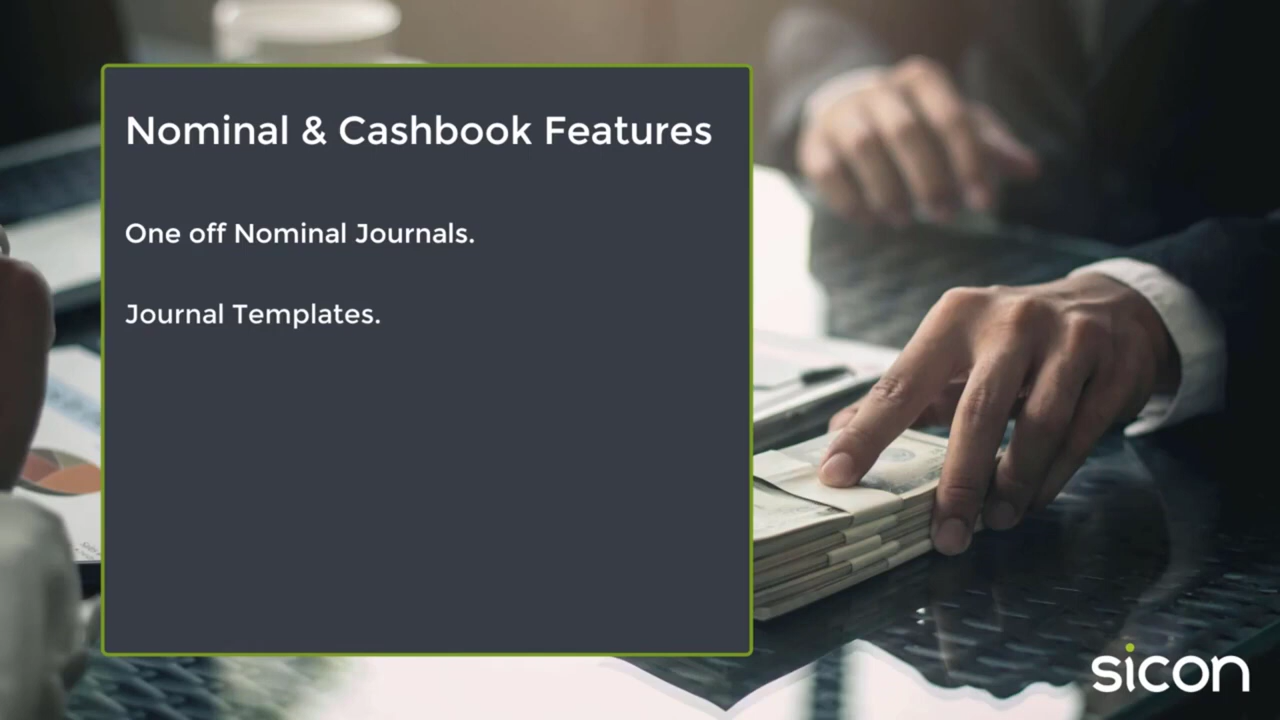 Nominal & Cashbook Features
One off Nominal Journals.
Journal Templates.
sicon